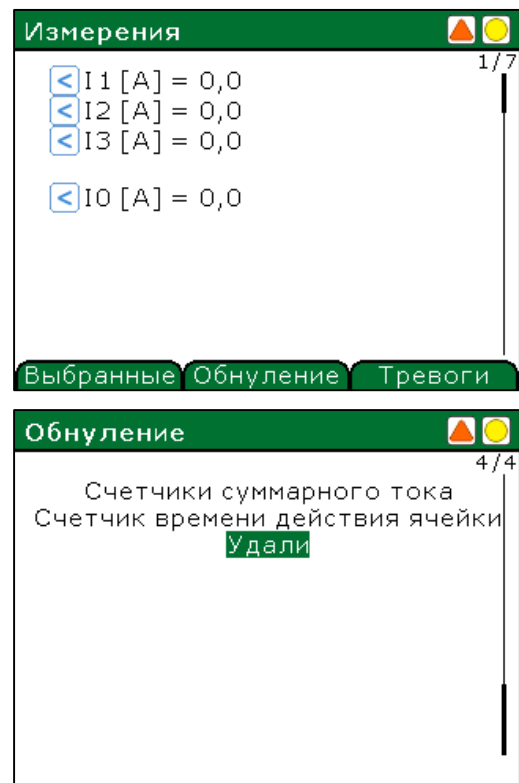 Измерения
1/7
< I1 [A] = 0,0
< I2 [A] = 0,0
< I3 [A] = 0,0
< I0 [A] = 0,0
Выбранные Обнуление Тревоги
Обнуление
4/4
Счетчики суммарного тока
Счетчик времени действия ячейки
Удали